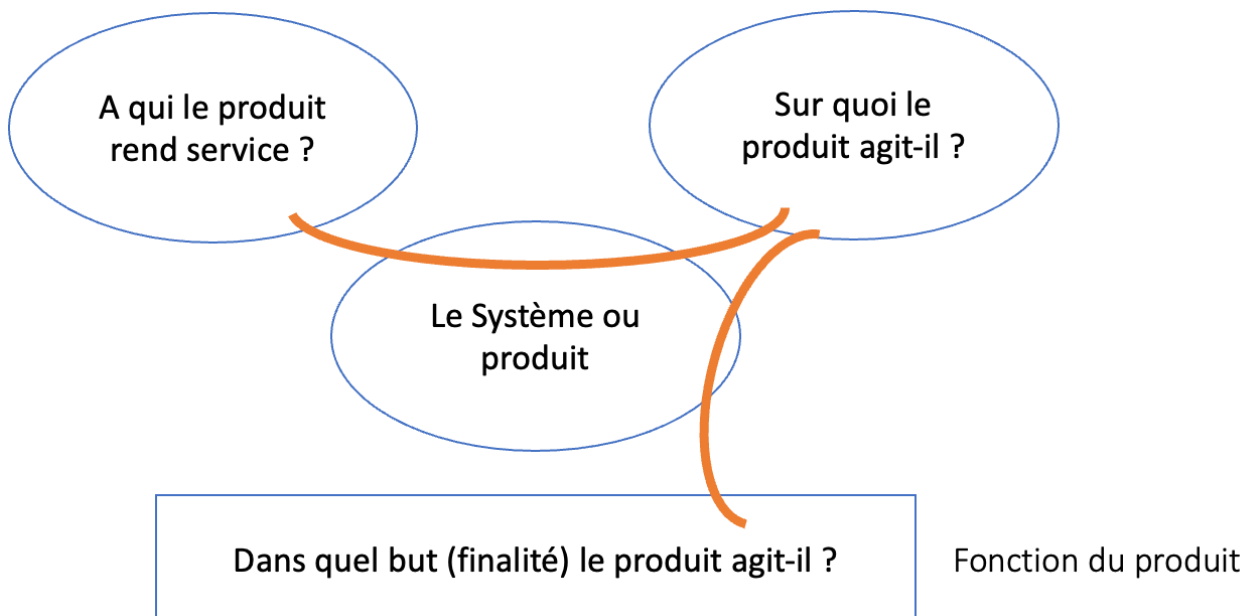 A qui le produit
rend service ?
Sur quoi le
produit agit-il ?
Le Système ou
produit
Dans quel but (finalité) le produit agit-il ?
Fonction du produit